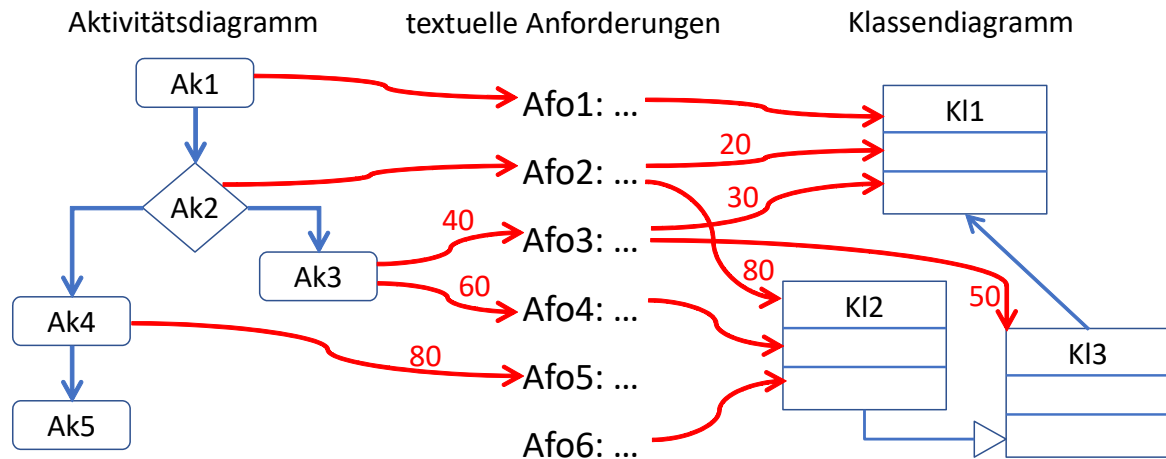 Aktivitätsdiagramm
textuelle Anforderungen
Klassendiagramm
Ak1
Afo1: ...
Kl1
20
Afo2: ...
Ak2
30
40
Afo3: ...
Ak3
60
80
50
Afo4: ...
Kl2
Ak4
80
Kl3
Afo5: ...
Ak5
Afo6: ...